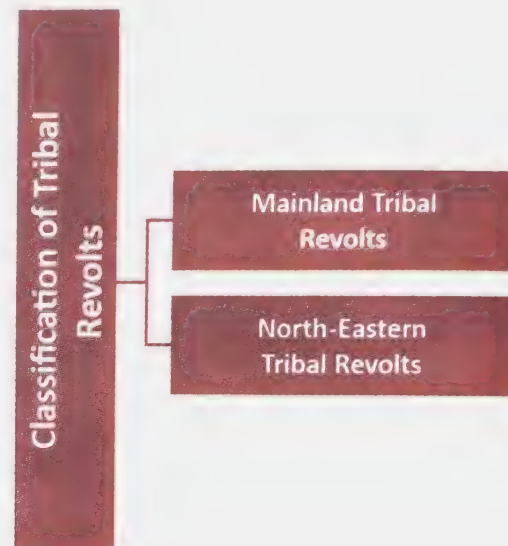 Classification of Tribal
Revolts
Mainland Tribal
Revolts
North-Eastern
Tribal Revolts